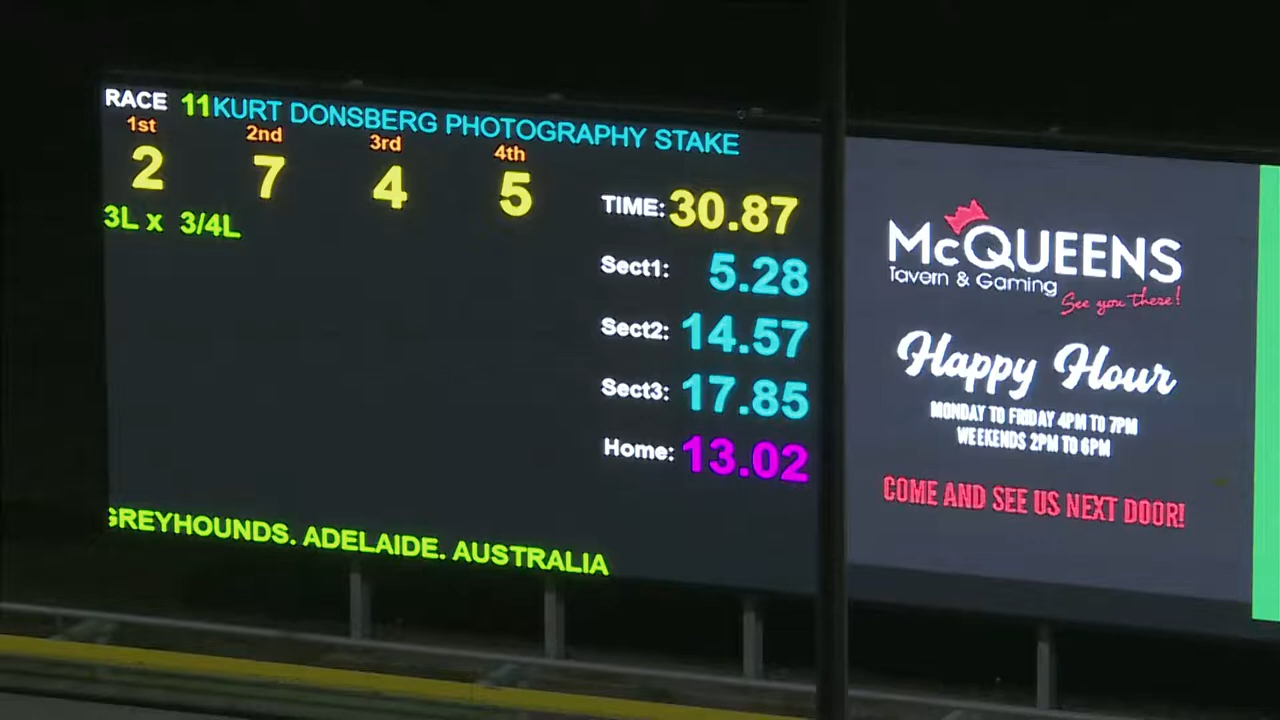 RACE 11 KURT DONSBERG PHOTOGRAPHY STAKE
1st 2nd 3rd 4th
2 7 4 5
3L x 3/4L
TIME: 30.87
Sect1: 5.28
Sect2: 14.57
Sect3: 17.85
Home: 13.02
GREYHOUNDS. ADELAIDE. AUSTRALIA
McQUEENS
Tavern & Gaming
See you there!
Happy Hour
MONDAY TO FRIDAY 4PM TO 7PM
WEEKENDS 2PM TO 6PM
COME AND SEE US NEXT DOOR!